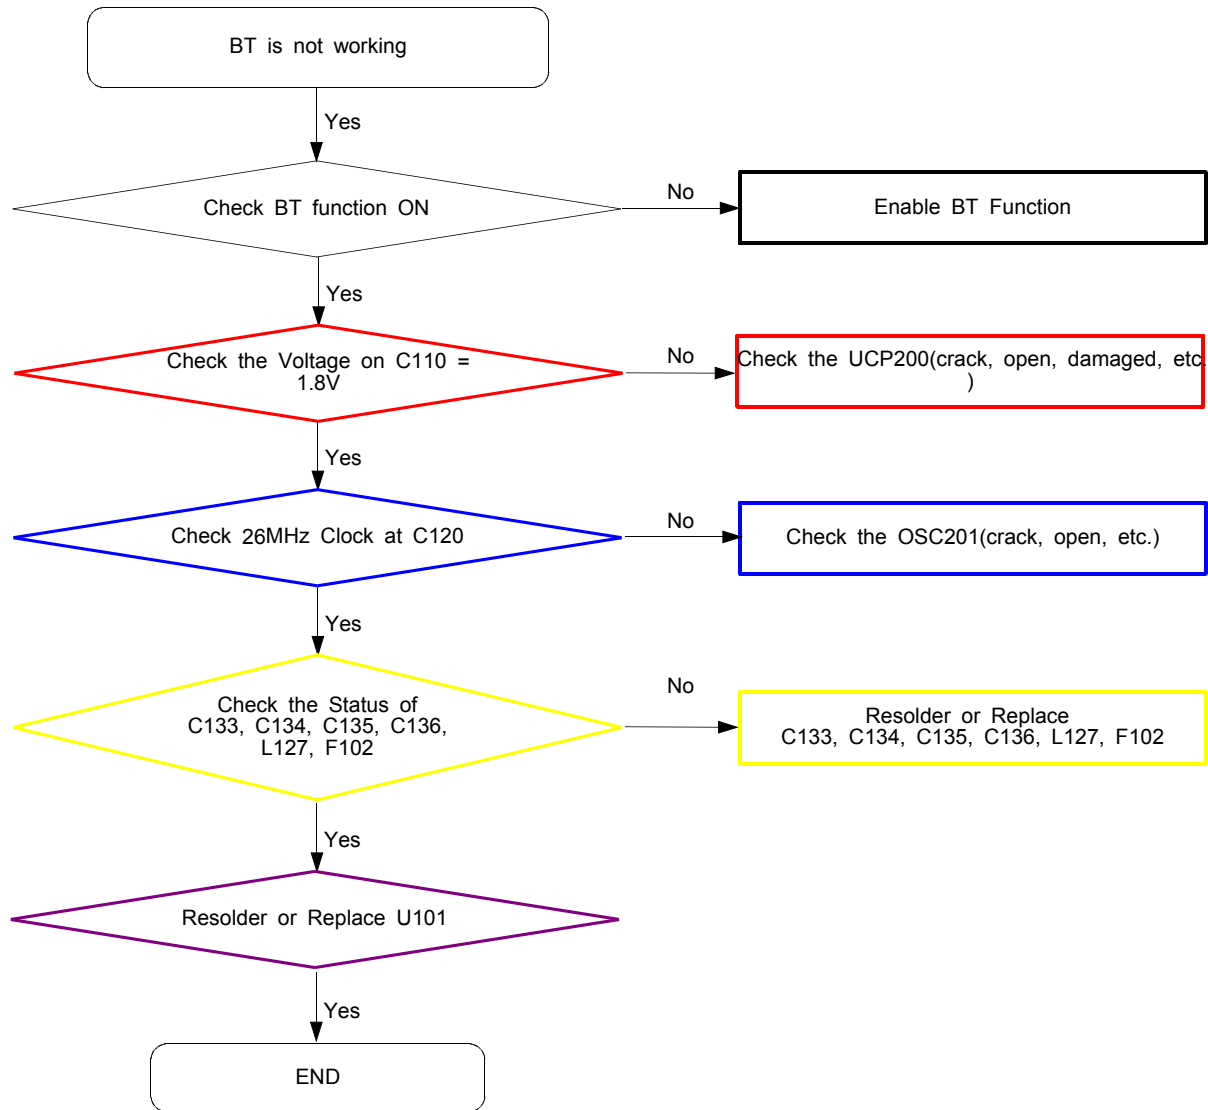 BT is not working
Yes
Check BT function ON
No
Enable BT Function
Yes
Check the Voltage on C110 =
1.8V
No
Check the UCP200(crack, open, damaged, etc.
)
Yes
Check 26MHz Clock at C120
No
Check the OSC201(crack, open, etc.)
Yes
Check the Status of
C133, C134, C135, C136,
L127, F102
No
Resolder or Replace
C133, C134, C135, C136, L127, F102
Yes
Resolder or Replace U101
Yes
END